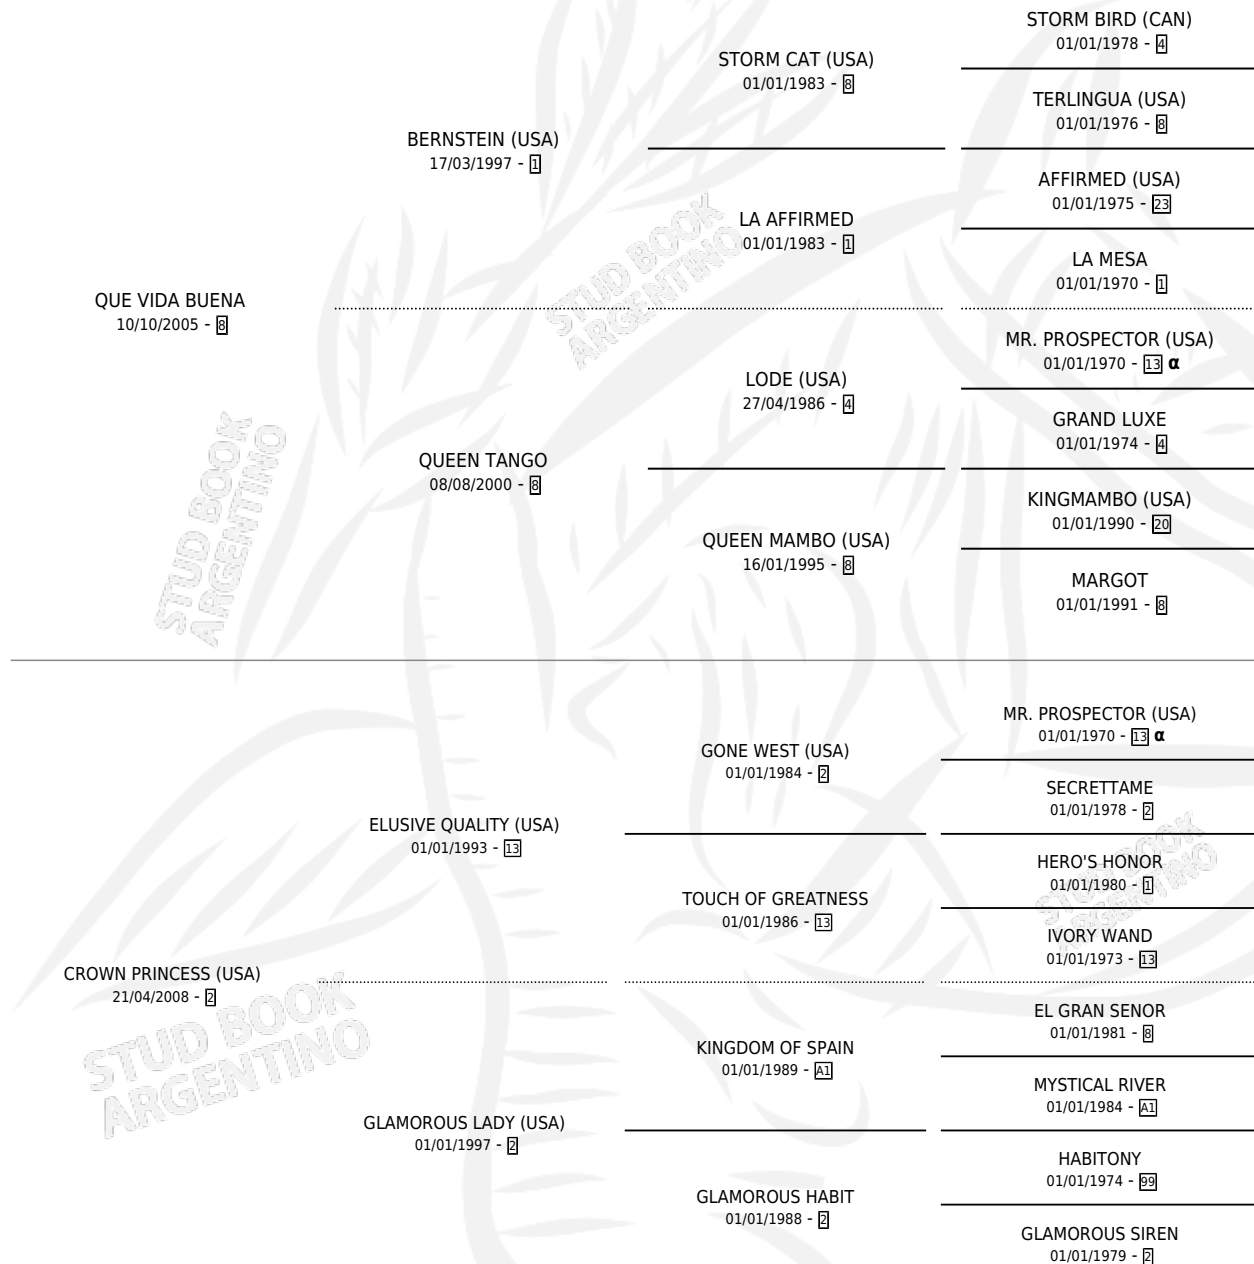 STORM BIRD (CAN)
01/01/1978 - 4
STORM CAT (USA)
01/01/1983 - 8
TERLINGUA (USA)
01/01/1976 - 8
BERNSTEIN (USA)
17/03/1997 - 1
AFFIRMED (USA)
01/01/1975 - 23
LA AFFIRMED
01/01/1983 - 1
LA MESA
01/01/1970 - 1
QUE VIDA BUENA
10/10/2005 - 8
MR. PROSPECTOR (USA)
01/01/1970 - 13 α
LODE (USA)
27/04/1986 - 4
GRAND LUXE
01/01/1974 - 4
QUEEN TANGO
08/08/2000 - 8
KINGMAMBO (USA)
01/01/1990 - 20
QUEEN MAMBO (USA)
16/01/1995 - 8
MARGOT
01/01/1991 - 8
MR. PROSPECTOR (USA)
01/01/1970 - 13 α
GONE WEST (USA)
01/01/1984 - 2
SECRETTAME
01/01/1978 - 2
ELUSIVE QUALITY (USA)
01/01/1993 - 13
HERO'S HONOR
01/01/1980 - 1
TOUCH OF GREATNESS
01/01/1986 - 13
IVORY WAND
01/01/1973 - 13
CROWN PRINCESS (USA)
21/04/2008 - 2
EL GRAN SENOR
01/01/1981 - 8
KINGDOM OF SPAIN
01/01/1989 - A1
MYSTICAL RIVER
01/01/1984 - A1
GLAMOROUS LADY (USA)
01/01/1997 - 2
HABITONY
01/01/1974 - 99
GLAMOROUS HABIT
01/01/1988 - 2
GLAMOROUS SIREN
01/01/1979 - 2
STUD BOOK
ARGENTINO
STUD BOOK
ARGENTINO
STUD BOOK
ARGENTINO
STUD BOOK
ARGENTINO